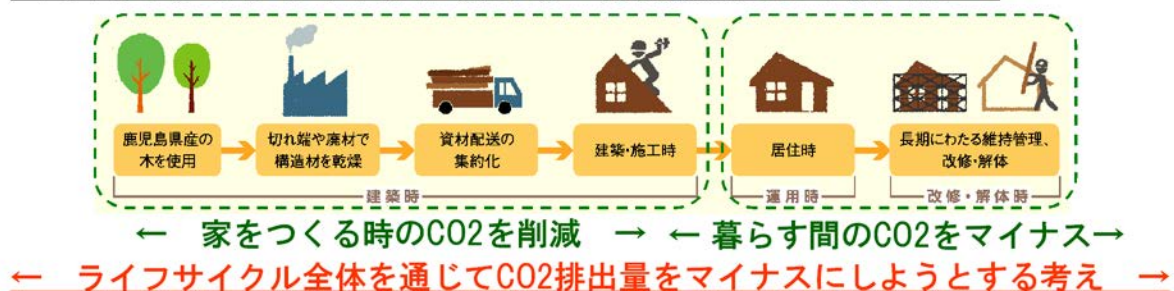 鹿児島県産の
木を使用
切れ端や廃材で
構造材を乾燥
資材配送の
集約化
建築・施工時
居住時
長期にわたる維持管理、
改修・解体
建築時
運用時
改修・解体時
← 家をつくる時のCO2を削減 →
← 暮らす間のCO2をマイナス→
← ライフサイクル全体を通じてCO2排出量をマイナスにしようとする考え →